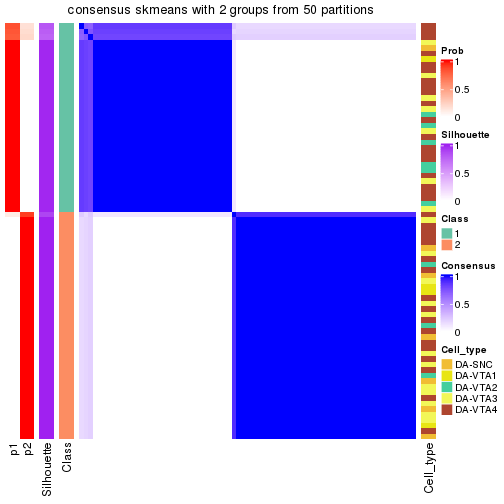 consensus skmeans with 2 groups from 50 partitions
Prob
1
0.5
0
Silhouette
1
0.5
0
Class
1
2
Consensus
1
0.5
0
Cell_type
DA-SNC
DA-VTA1
DA-VTA2
DA-VTA3
DA-VTA4
p1
p2
Silhouette
Class
Cell_type